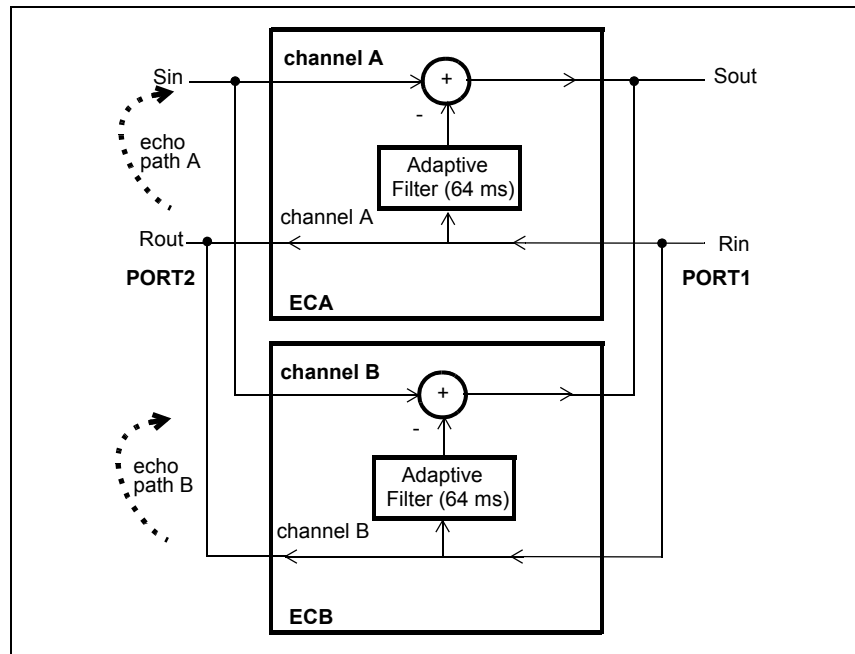 channel A
Sin
+
Sout
-
echo
path A
Adaptive
Filter (64 ms)
channel A
Rout
Rin
PORT2
PORT1
ECA
channel B
+
-
echo
path B
Adaptive
Filter (64 ms)
channel B
ECB